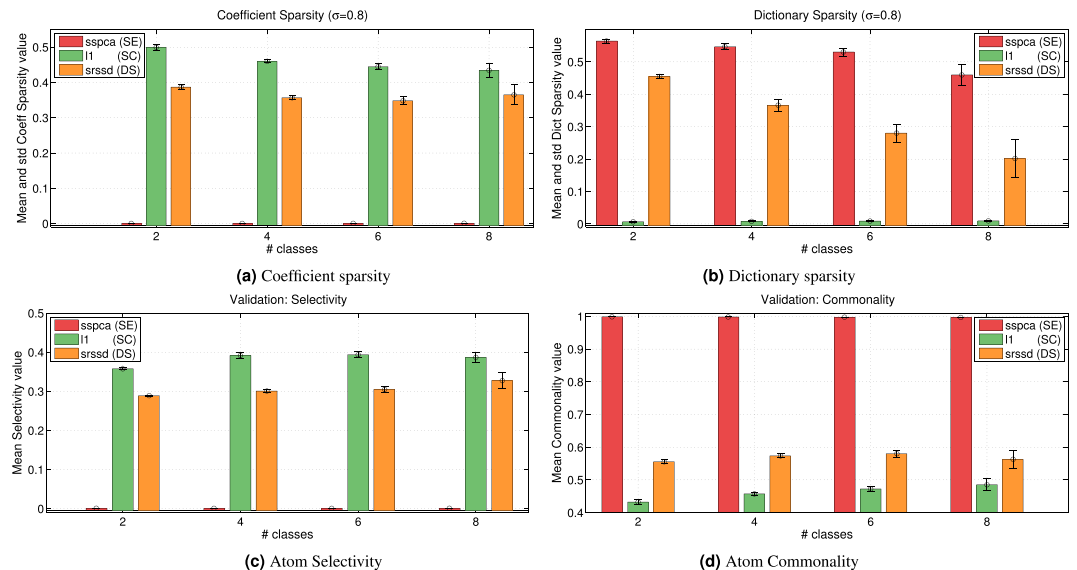 Coefficient Sparsity (σ=0.8)
Mean and std Coeff Sparsity value
0.5
0.4
0.3
0.2
0.1
0
sspca (SE)
l1 (SC)
srssd (DS)
2 4 6 8
# classes
(a) Coefficient sparsity
Dictionary Sparsity (σ=0.8)
Mean and std Dict Sparsity value
0.5
0.4
0.3
0.2
0.1
0
sspca (SE)
l1 (SC)
srssd (DS)
2 4 6 8
# classes
(b) Dictionary sparsity
Validation: Selectivity
Mean Selectivity value
0.5
0.4
0.3
0.2
0.1
0
sspca (SE)
l1 (SC)
srssd (DS)
2 4 6 8
# classes
(c) Atom Selectivity
Validation: Commonality
Mean Commonality value
1
0.9
0.8
0.7
0.6
0.5
0.4
sspca (SE)
l1 (SC)
srssd (DS)
2 4 6 8
# classes
(d) Atom Commonality